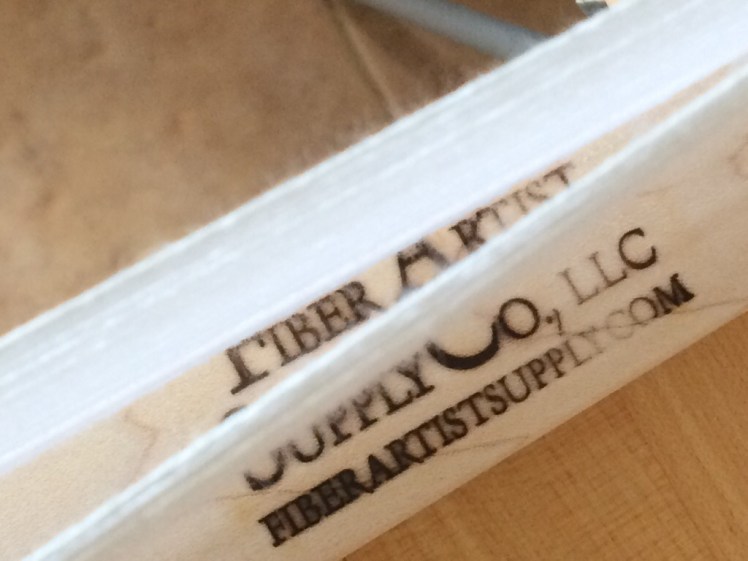 FIBER ARTIST
SUPPLY CO., LLC
FIBERARTISTSUPPLY.COM